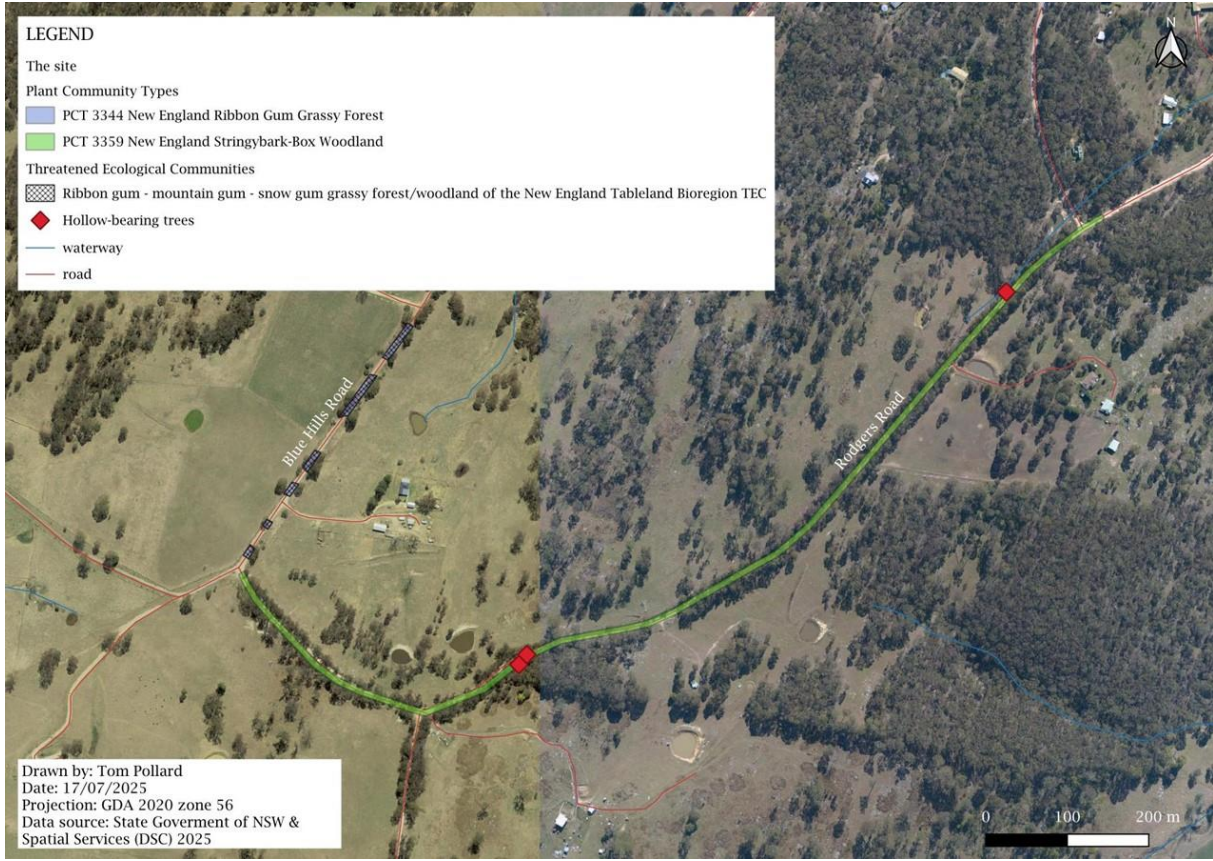 LEGEND
The site
Plant Community Types
PCT 3344 New England Ribbon Gum Grassy Forest
PCT 3359 New England Stringybark-Box Woodland
Threatened Ecological Communities
Ribbon gum - mountain gum - snow gum grassy forest/woodland of the New England Tableland Bioregion TEC
Hollow-bearing trees
waterway
road
N
Blue Hills Road
Rodgers Road
Drawn by: Tom Pollard
Date: 17/07/2025
Projection: GDA 2020 zone 56
Data source: State Goverment of NSW &
Spatial Services (DSC) 2025
0 100 200 m